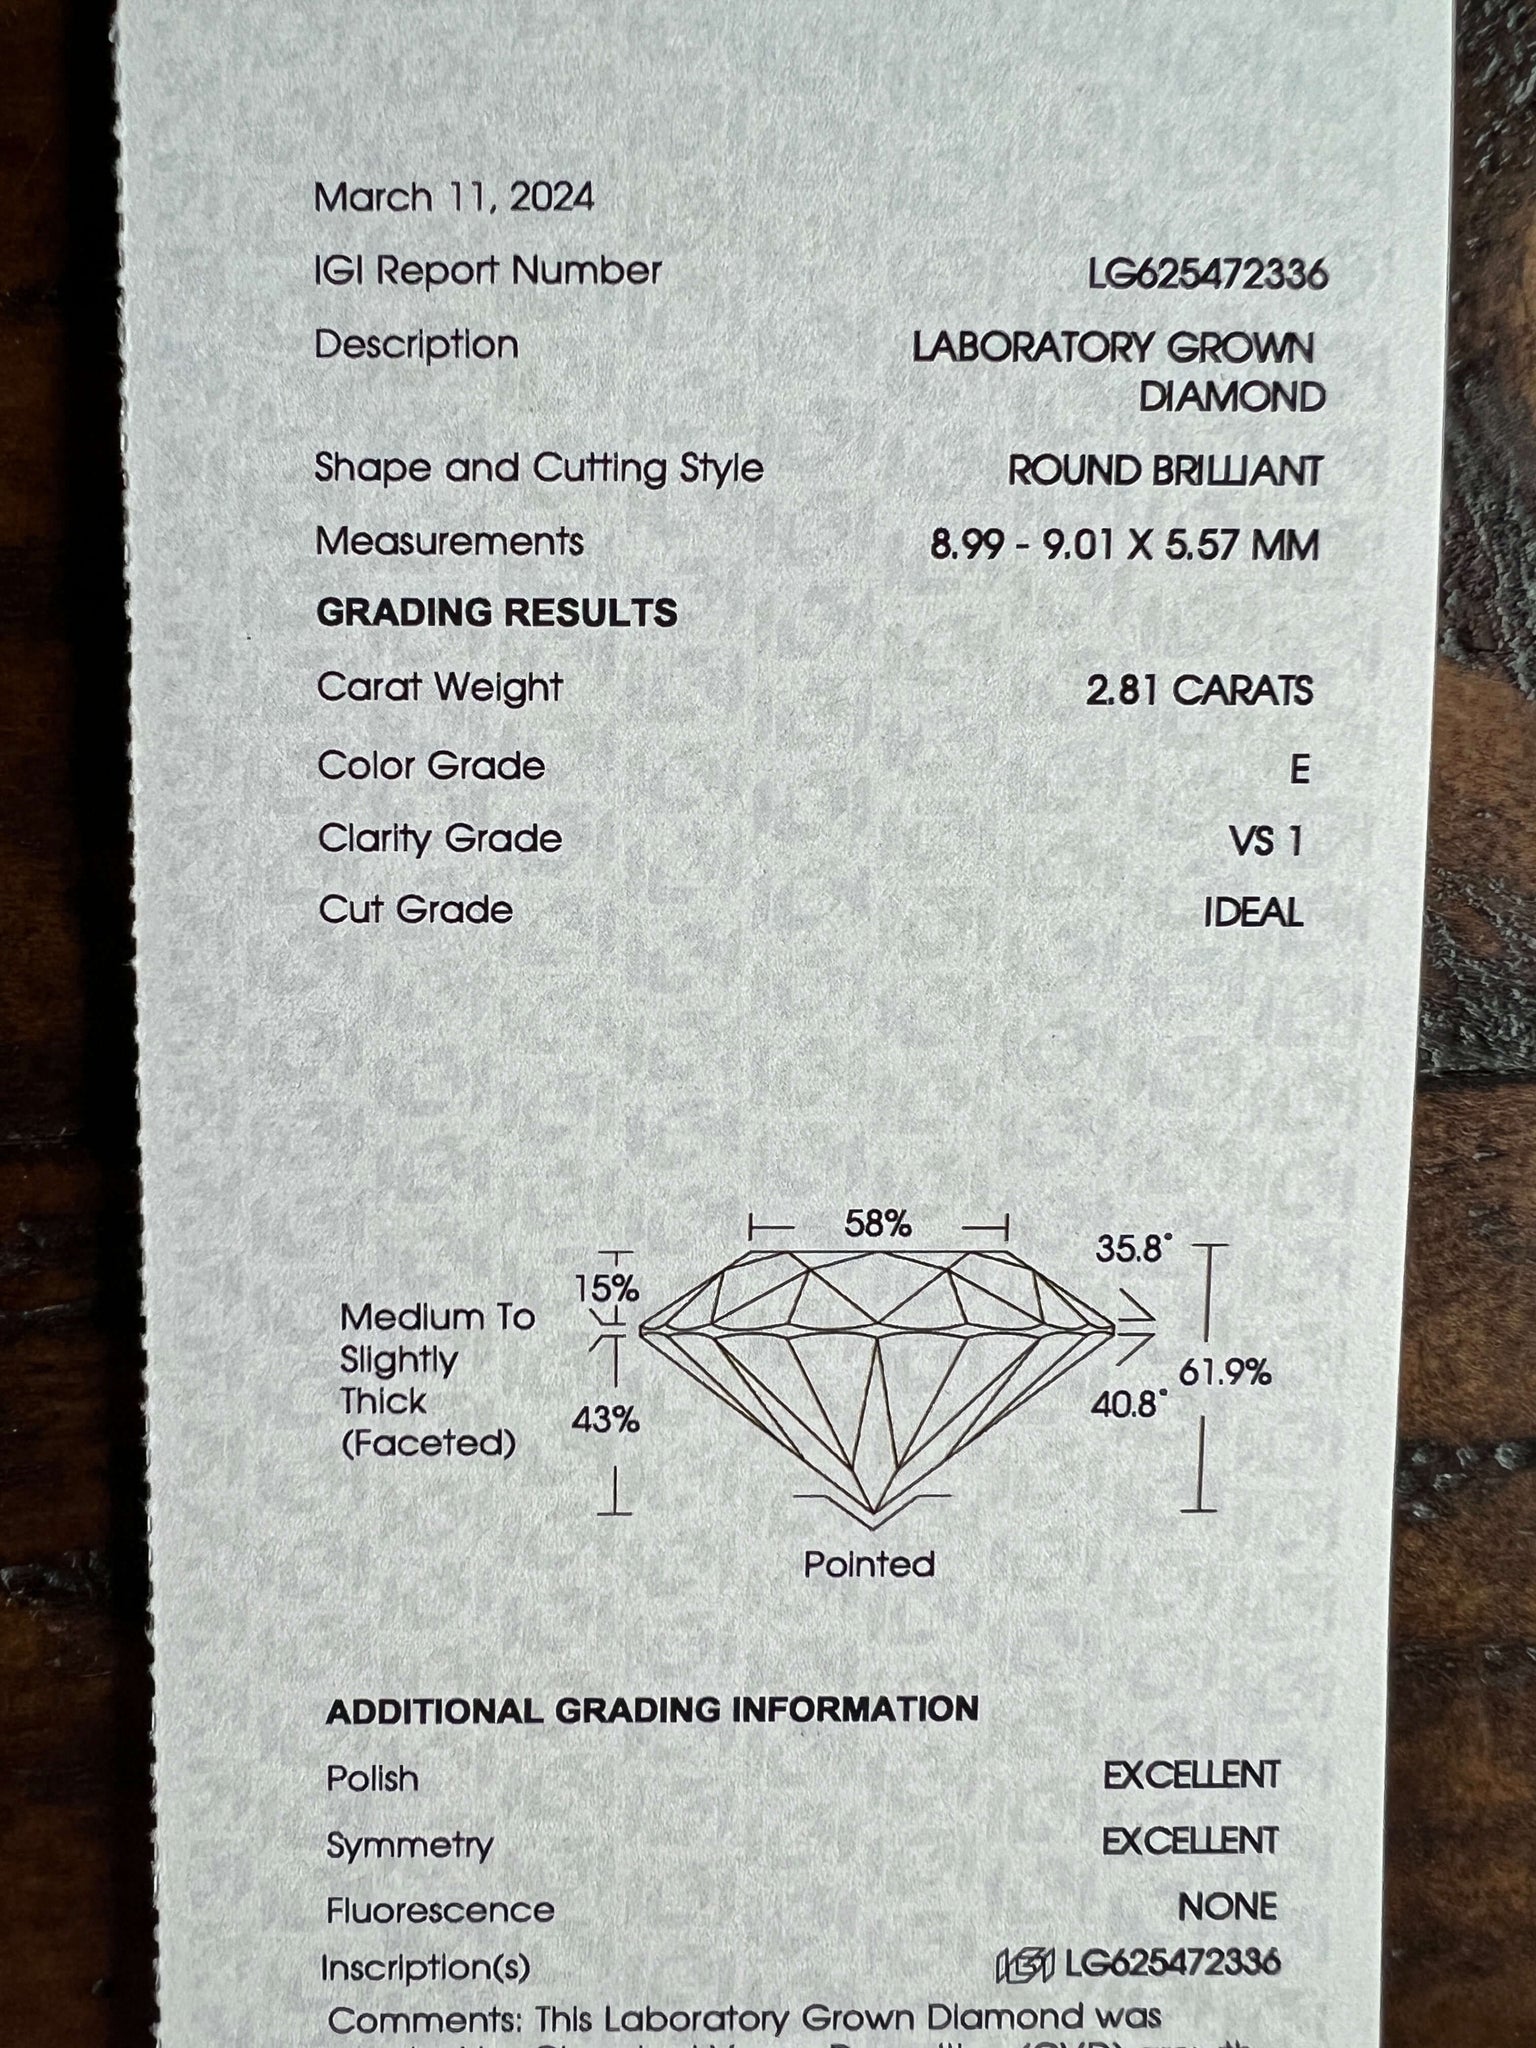 March 11, 2024
IGI Report Number LG625472336
Description LABORATORY GROWN
DIAMOND
Shape and Cutting Style ROUND BRILLIANT
Measurements 8.99 - 9.01 X 5.57 MM
GRADING RESULTS
Carat Weight 2.81 CARATS
Color Grade E
Clarity Grade VS 1
Cut Grade IDEAL
58%
35.8°
15%
Medium To
Slightly
Thick
(Faceted)
61.9%
40.8°
43%
Pointed
ADDITIONAL GRADING INFORMATION
Polish EXCELLENT
Symmetry EXCELLENT
Fluorescence NONE
Inscription(s) IGI LG625472336
Comments: This Laboratory Grown Diamond was